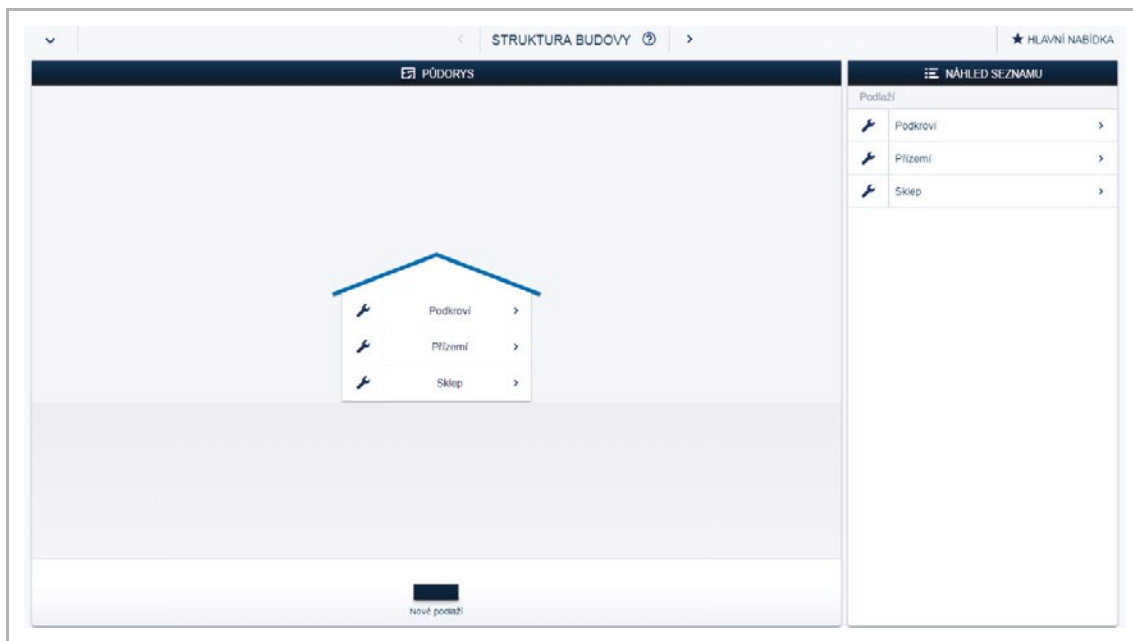 STRUKTURA BUDOVY
HLAVNÍ NABÍDKA
PŮDORYS
Podkroví
Přízemí
Sklep
Nové podlaží
NÁHLED SEZNAMU
Podlaží
Podkroví
Přízemí
Sklep